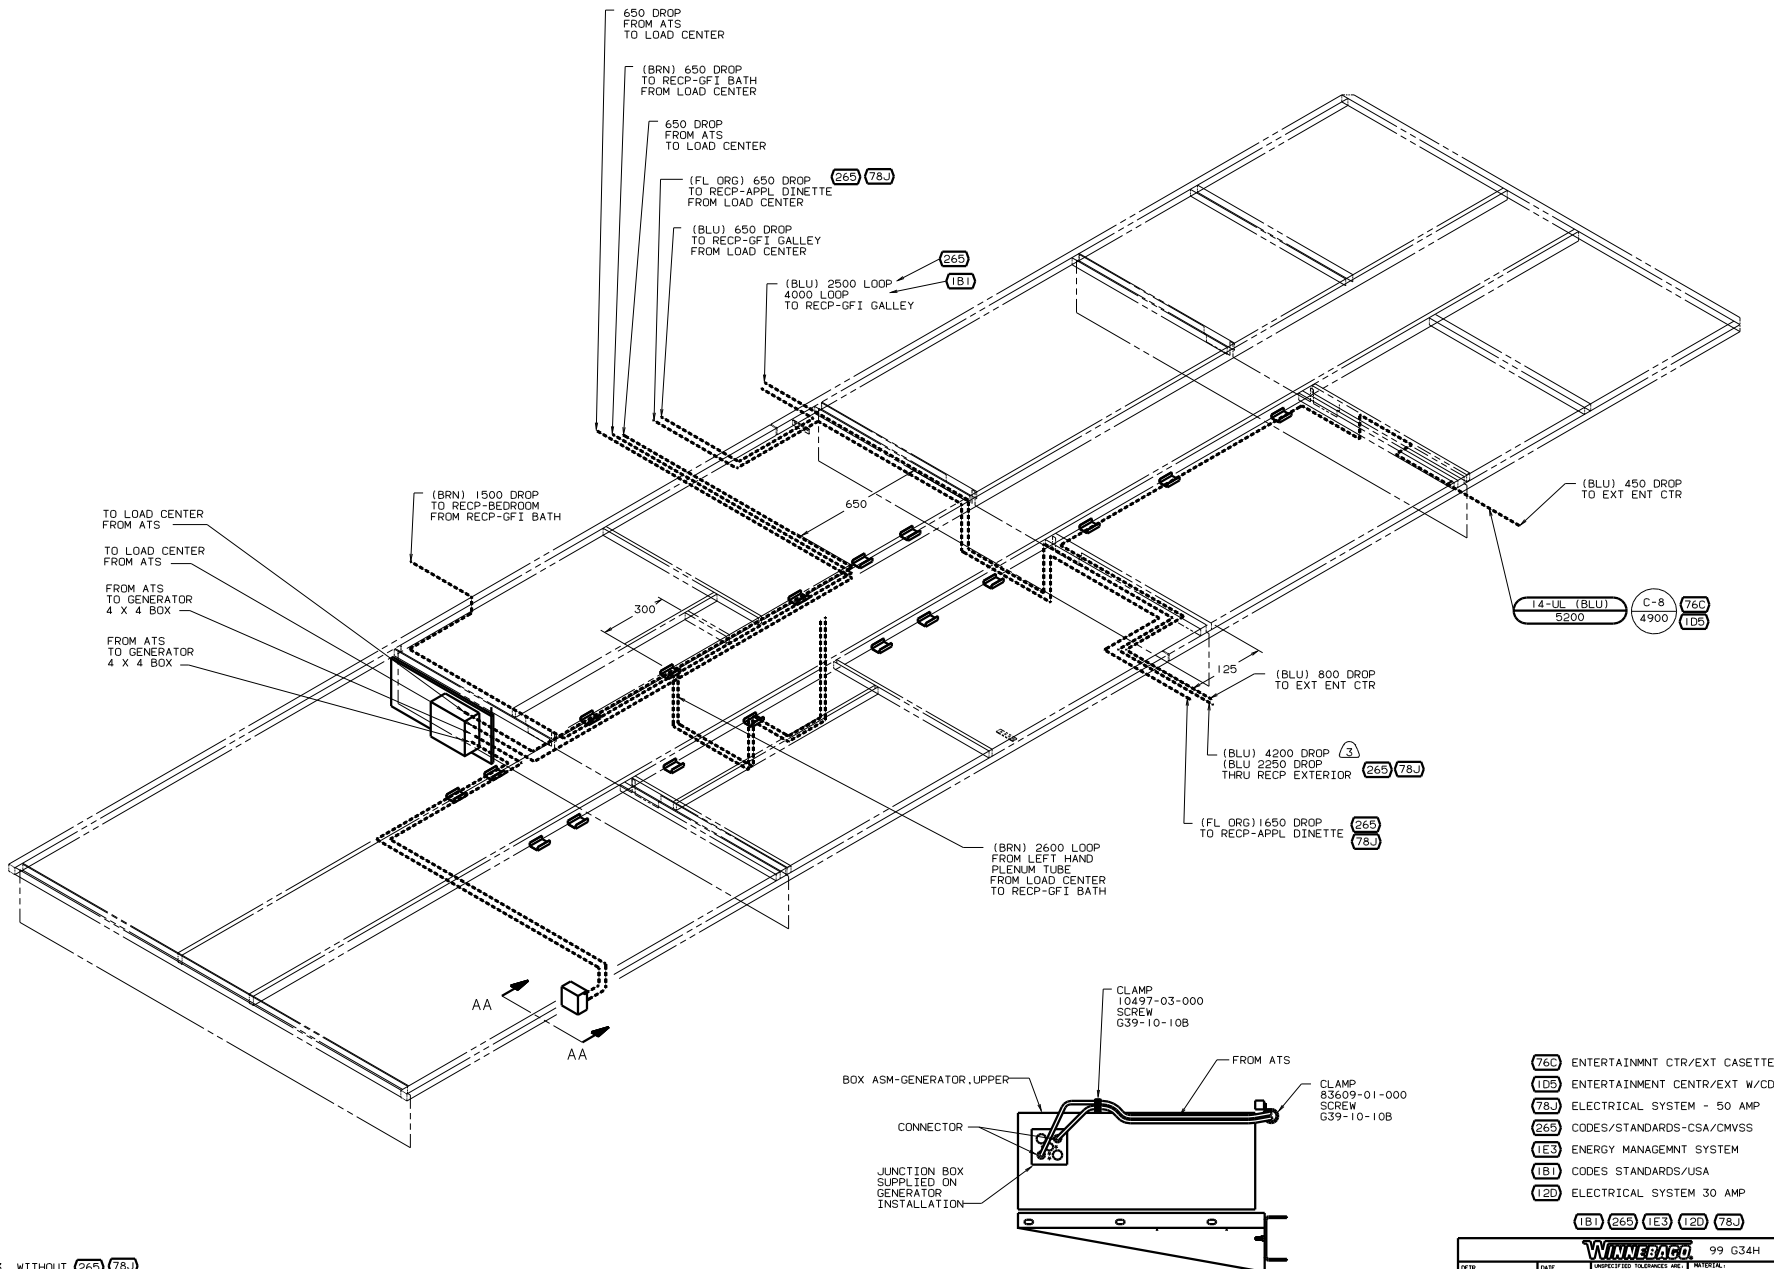 650 DROP
FROM ATS
TO LOAD CENTER
(BRN) 650 DROP
TO RECP-GFI BATH
FROM LOAD CENTER
650 DROP
FROM ATS
TO LOAD CENTER
(FL ORG) 650 DROP 265 78J
TO RECP-APPL DINETTE
FROM LOAD CENTER
(BLU) 650 DROP
TO RECP-GFI GALLEY
FROM LOAD CENTER
265
(BLU) 2500 LOOP
1B1
4000 LOOP
TO RECP-GFI GALLEY
(BRN) 1500 DROP
TO RECP-BEDROOM
FROM RECP-GFI BATH
TO LOAD CENTER
FROM ATS
TO LOAD CENTER
FROM ATS
FROM ATS
TO GENERATOR
4 X 4 BOX
FROM ATS
TO GENERATOR
4 X 4 BOX
650
300
125
(BLU) 450 DROP
TO EXT ENT CTR
14-UL (BLU)
5200
C-8
4900
76C
1D5
(BLU) 800 DROP
TO EXT ENT CTR
(BLU) 4200 DROP 3
(BLU 2250 DROP
THRU RECP EXTERIOR 265 78J
(FL ORG) 1650 DROP 265
TO RECP-APPL DINETTE
78J
(BRN) 2600 LOOP
FROM LEFT HAND
PLENUM TUBE
FROM LOAD CENTER
TO RECP-GFI BATH
AA
AA
CLAMP
10497-03-000
SCREW
G39-10-10B
FROM ATS
BOX ASM-GENERATOR,UPPER
CLAMP
83609-01-000
SCREW
G39-10-10B
CONNECTOR
JUNCTION BOX
SUPPLIED ON
GENERATOR
INSTALLATION
76C ENTERTAINMNT CTR/EXT CASETTE
1D5 ENTERTAINMENT CENTR/EXT W/CD
78J ELECTRICAL SYSTEM - 50 AMP
265 CODES/STANDARDS-CSA/CMVSS
1E3 ENERGY MANAGEMNT SYSTEM
1B1 CODES STANDARDS/USA
12D ELECTRICAL SYSTEM 30 AMP
1B1 265 1E3 12D 78J
WINNEBAGO 99 G34H
DATE UNSPECIFIED TOLERANCES ARE: MATERIAL:
WITHOUT 265 78J